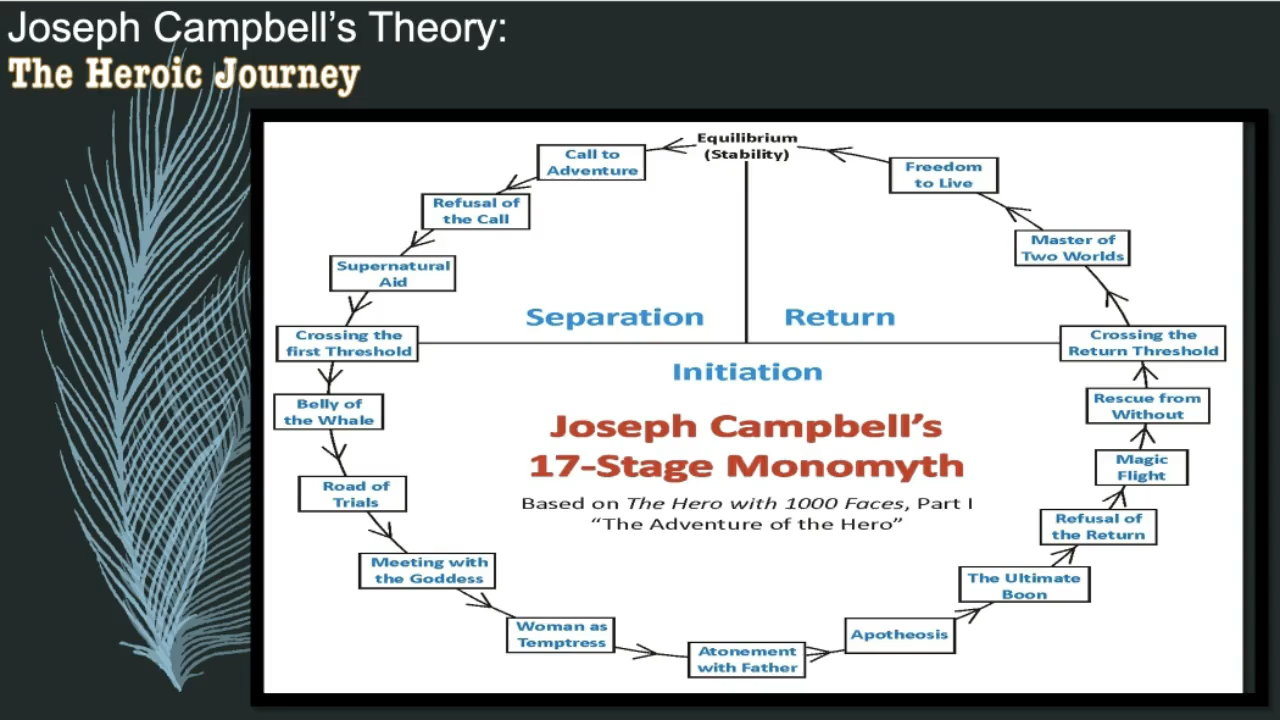 Joseph Campbell's Theory:
The Heroic Journey
Equilibrium
(Stability)
Call to
Adventure
Refusal of
the Call
Supernatural
Aid
Crossing the
first Threshold
Belly of
the Whale
Road of
Trials
Meeting with
the Goddess
Woman as
Temptress
Atonement
with Father
Apotheosis
The Ultimate
Boon
Refusal of
the Return
Magic
Flight
Rescue from
Without
Crossing the
Return Threshold
Master of
Two Worlds
Freedom
to Live
Separation
Return
Initiation
Joseph Campbell's
17-Stage Monomyth
Based on The Hero with 1000 Faces, Part I
“The Adventure of the Hero”